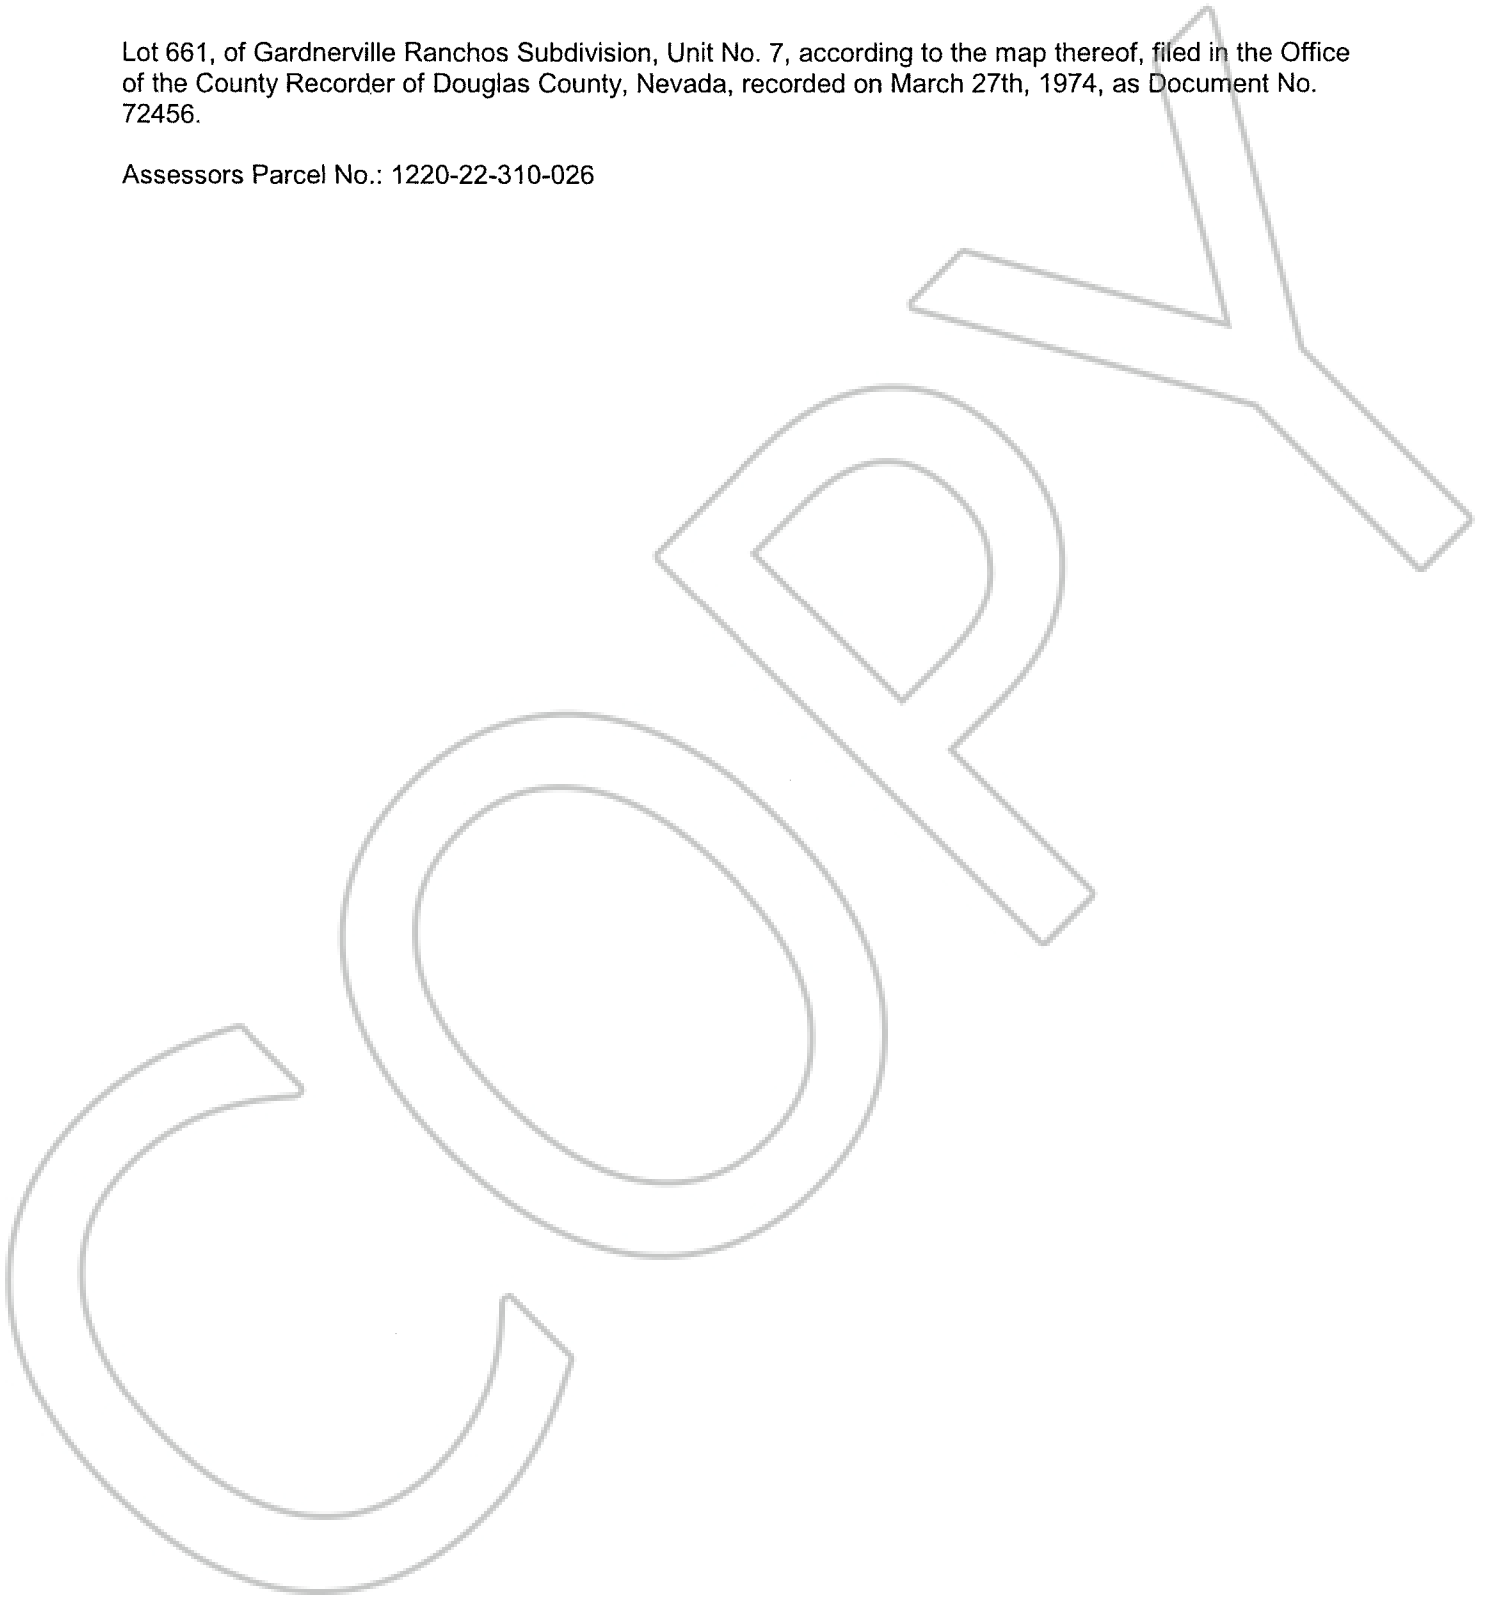 Lot 661, of Gardnerville Ranchos Subdivision, Unit No. 7, according to the map thereof, filed in the Office
of the County Recorder of Douglas County, Nevada, recorded on March 27th, 1974, as Document No.
72456.
Assessors Parcel No.: 1220-22-310-026
COPY